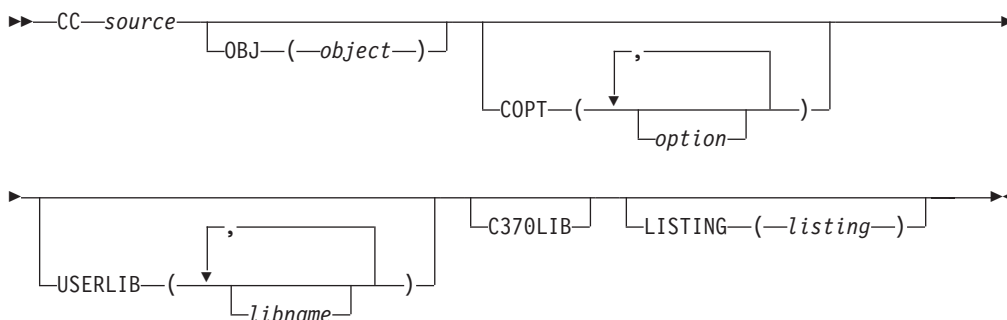 CC source
OBJ ( object )
,
COPT ( )
option
,
C370LIB
LISTING ( listing )
USERLIB ( )
libname